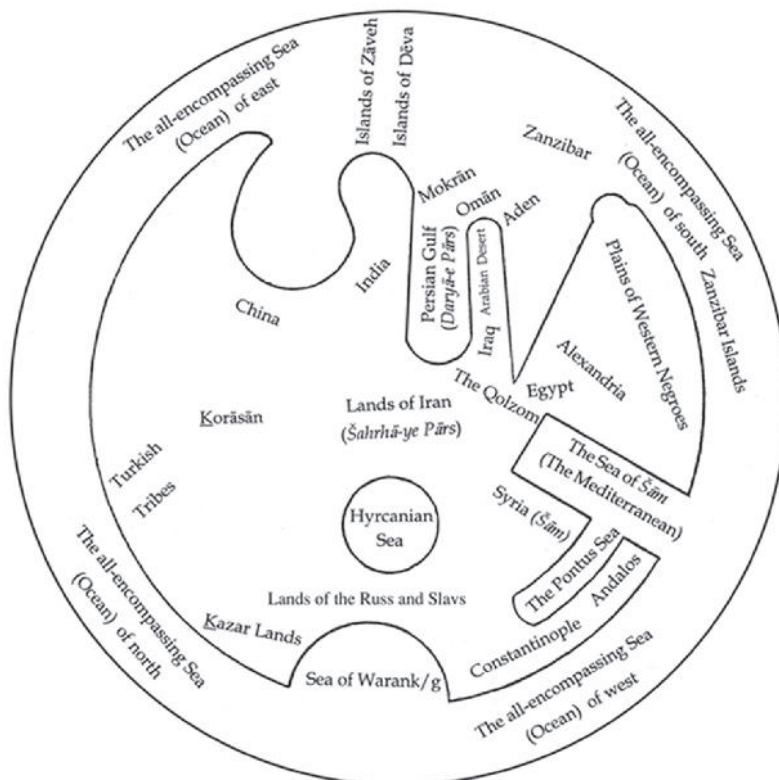 The all-encompassing Sea
(Ocean) of east
Islands of Zāveh
Islands of Dēva
Zanzibar
The all-encompassing Sea
(Ocean) of south
Zanzibar Islands
Plains of Western Negroes
Mokrān
Omān
Aden
Persian Gulf
(Daryā-e Pārs)
Arabian Desert
Iraq
India
China
Alexandria
Egypt
The Qolzom
Lands of Iran
(Šahrhā-ye Pārs)
Korāsān
Turkish
Tribes
The Sea of Šām
(The Mediterranean)
Syria (Šām)
Hyrcanian
Sea
The Pontus Sea
Andalos
Constantinople
Lands of the Russ and Slavs
Kazar Lands
Sea of Warank/g
The all-encompassing Sea
(Ocean) of north
The all-encompassing Sea
(Ocean) of west